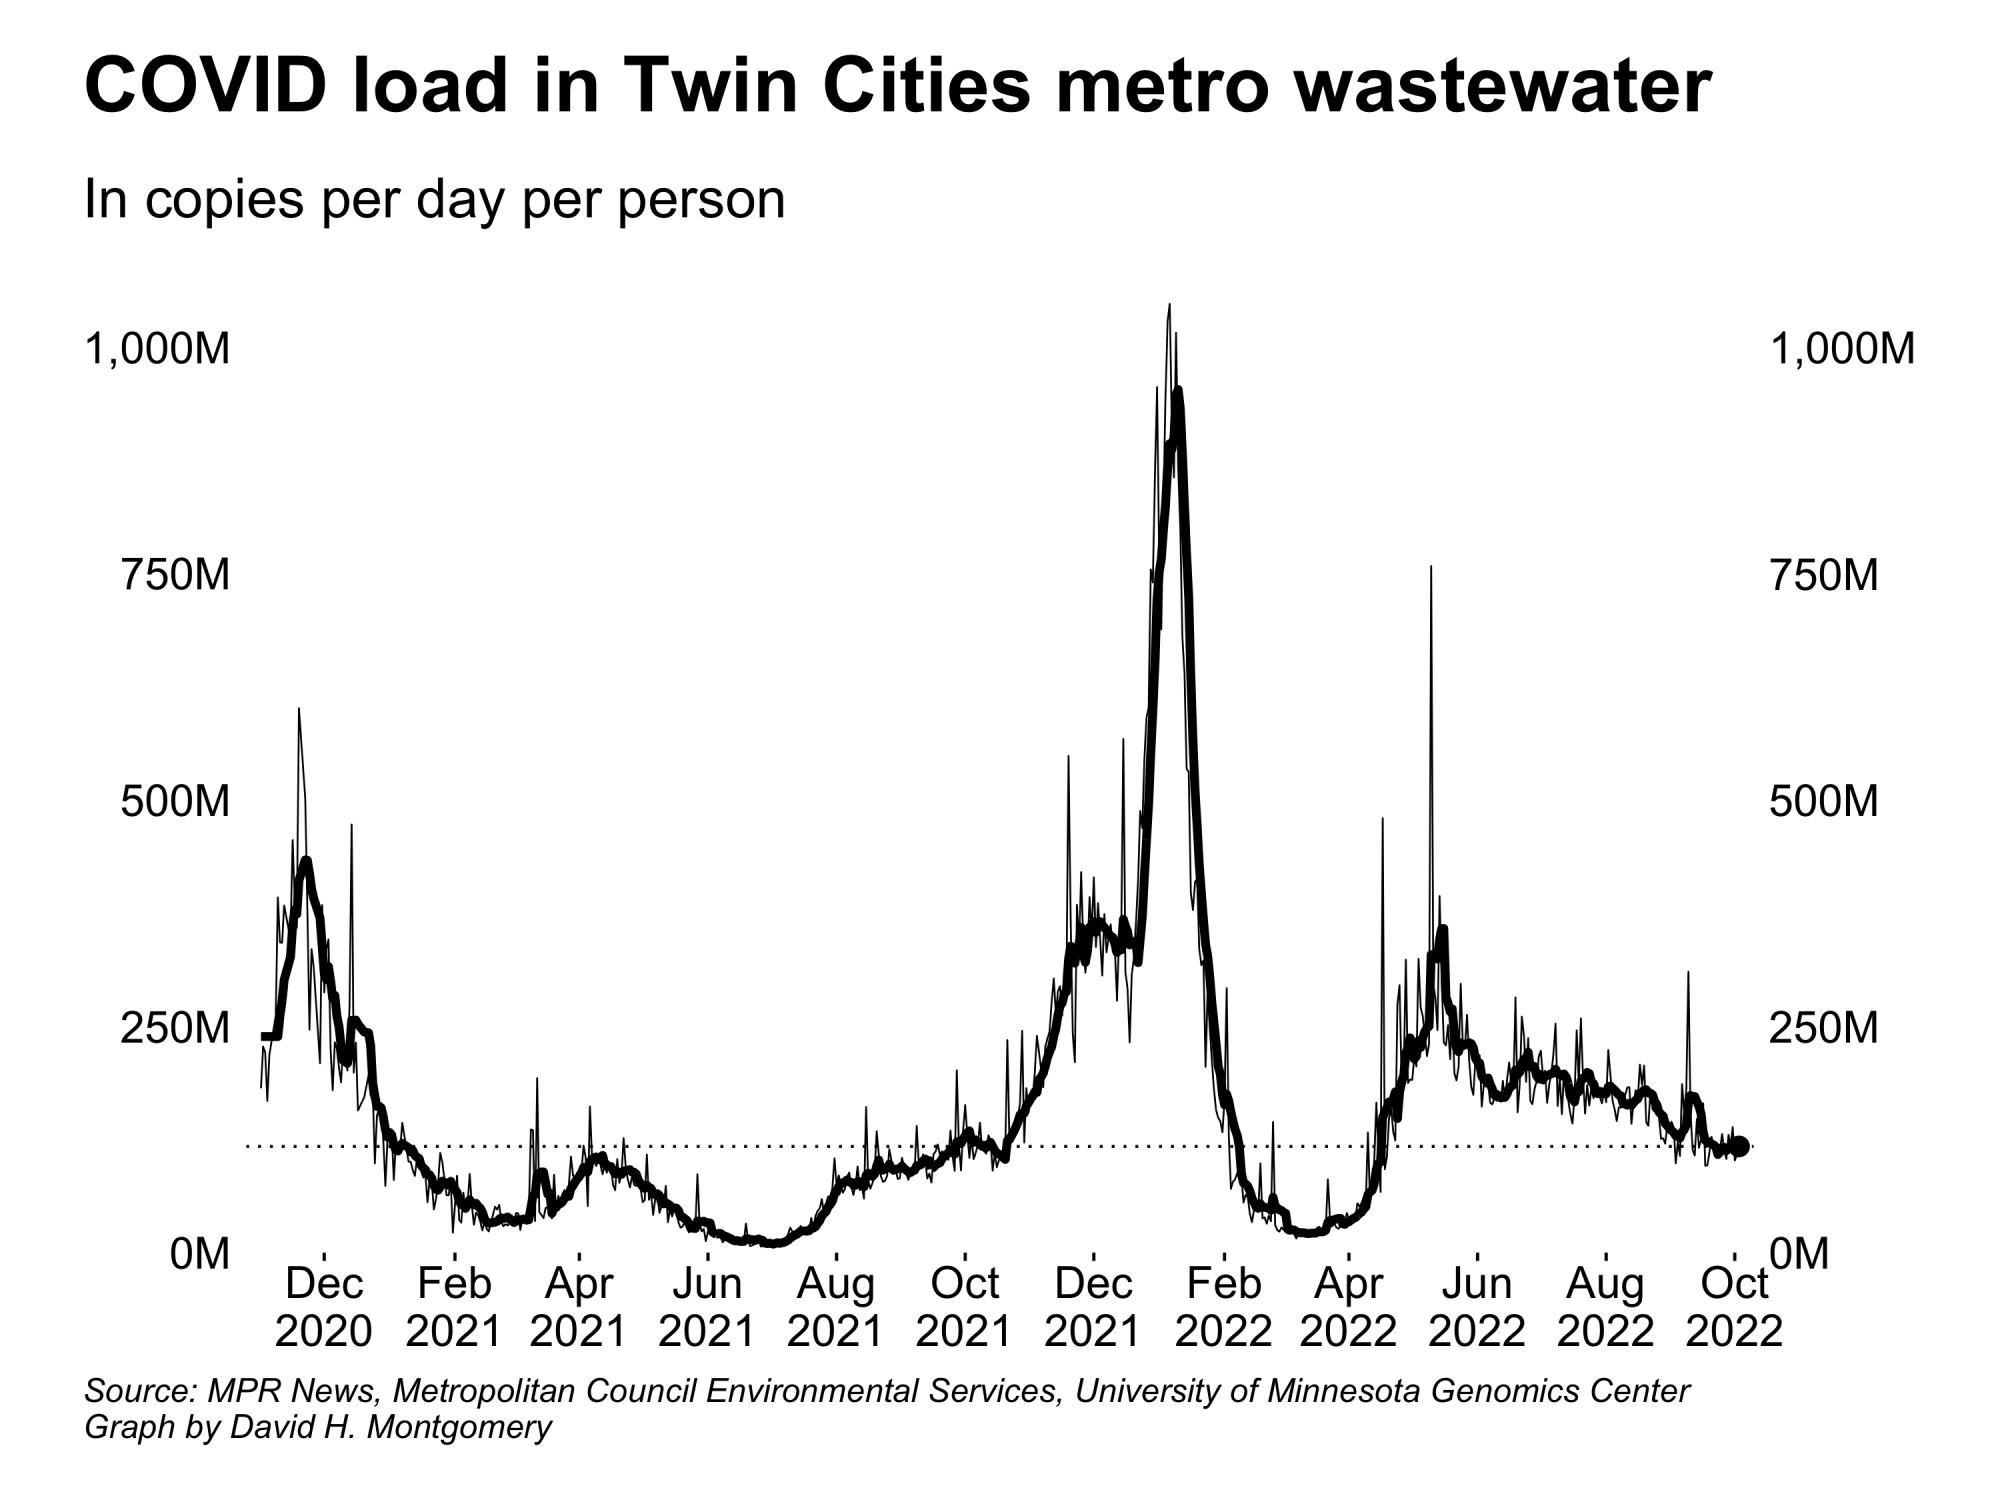 COVID load in Twin Cities metro wastewater
In copies per day per person
1,000M 1,000M
750M 750M
500M 500M
250M 250M
0M 0M
Dec Feb Apr Jun Aug Oct Dec Feb Apr Jun Aug Oct
2020 2021 2021 2021 2021 2021 2021 2022 2022 2022 2022 2022
Source: MPR News, Metropolitan Council Environmental Services, University of Minnesota Genomics Center
Graph by David H. Montgomery